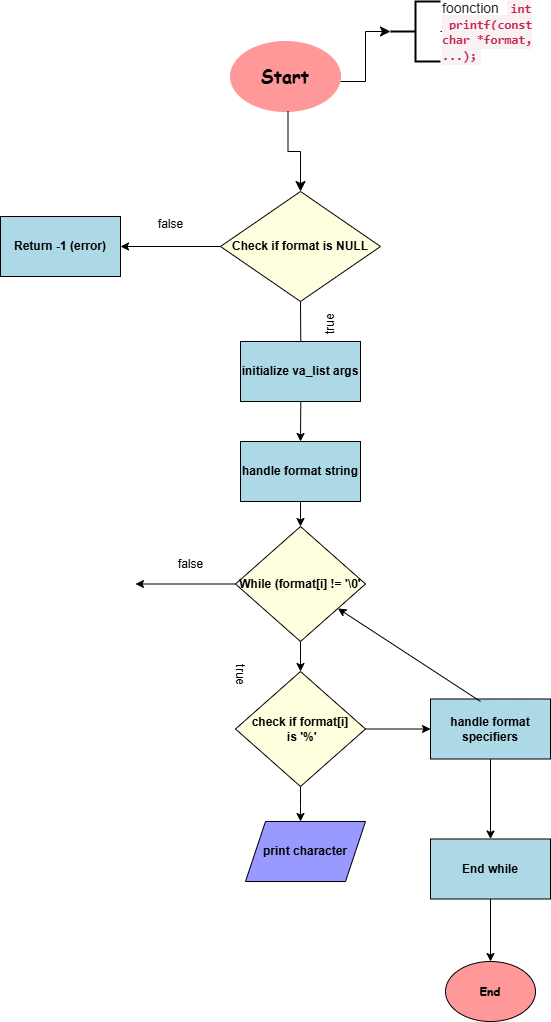 foonction int
printf(const
char *format,
...);
Start
false
Check if format is NULL
Return -1 (error)
true
initialize va_list args
handle format string
false
While (format[i] != '\0'
true
check if format[i]
is '%'
handle format
specifiers
print character
End while
End